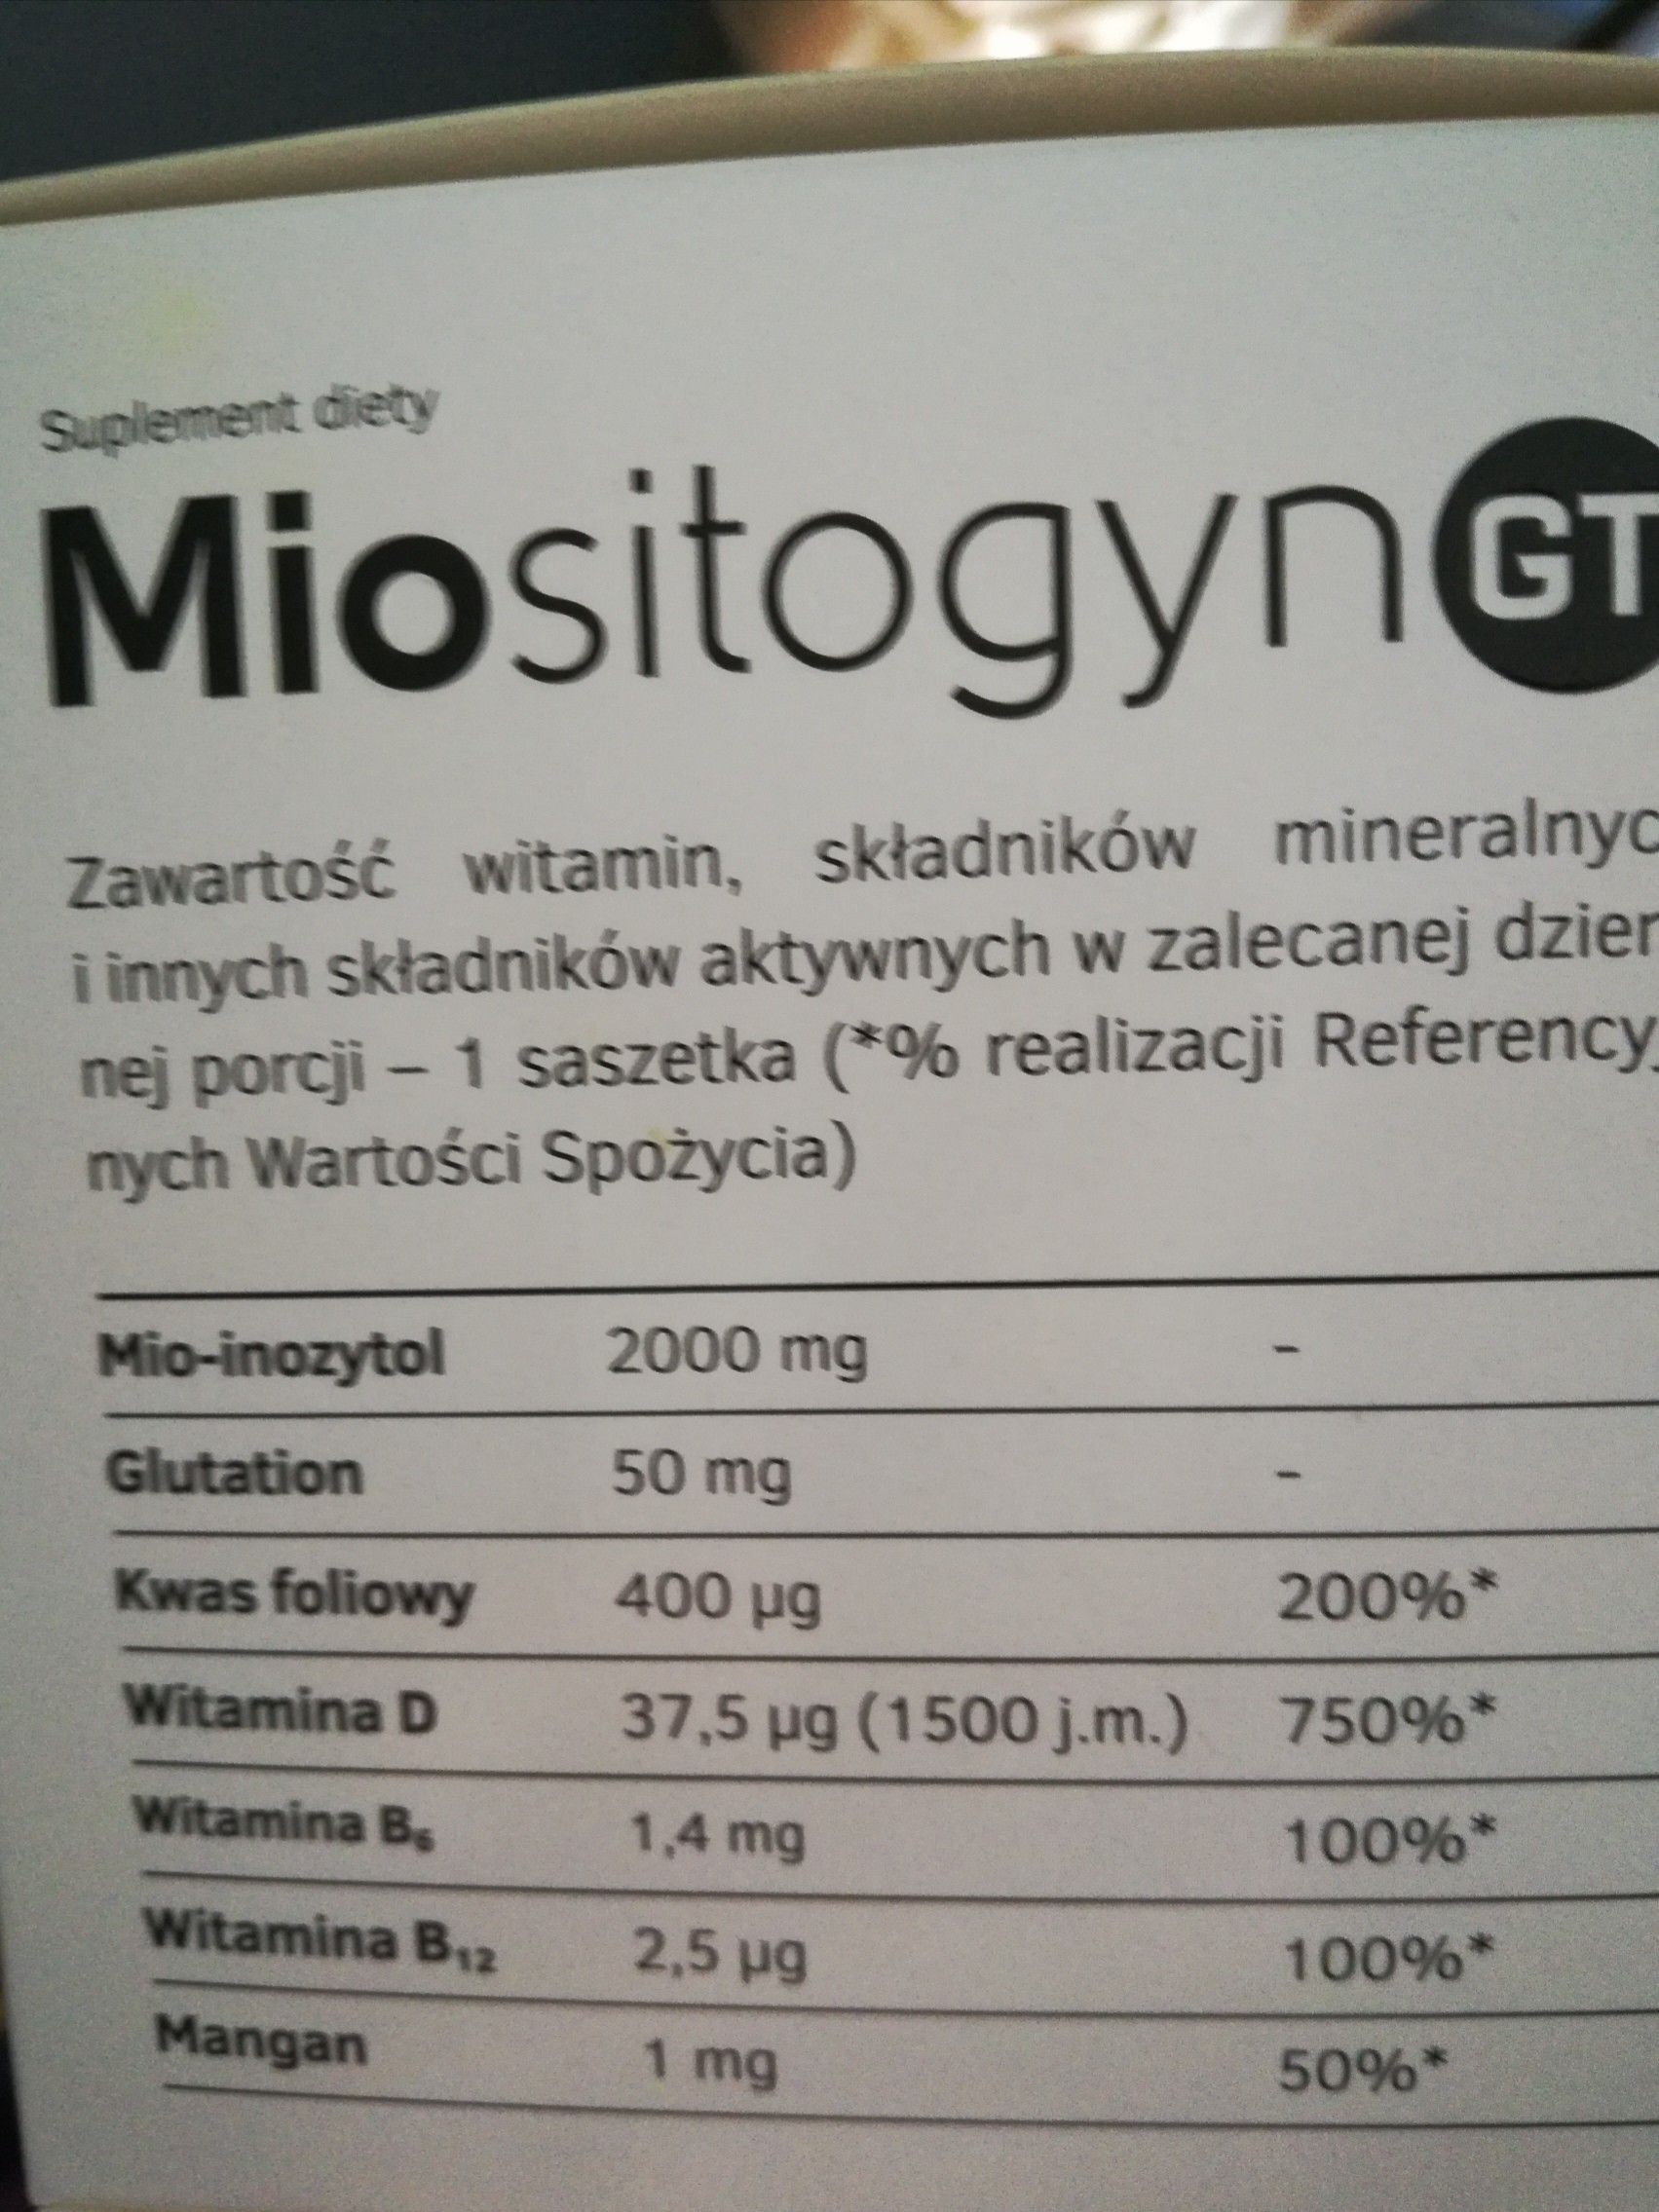 Suplement diety
Miositogyn GT
Zawartość witamin, składników mineralnyc
i innych składników aktywnych w zalecanej dzien
nej porcji – 1 saszetka (*% realizacji Referency
nych Wartości Spożycia)
Mio-inozytol 2000 mg -
Glutation 50 mg -
Kwas foliowy 400 µg 200%*
Witamina D 37,5 µg (1500 j.m.) 750%*
Witamina B₆ 1,4 mg 100%*
Witamina B₁₂ 2,5 µg 100%*
Mangan 1 mg 50%*